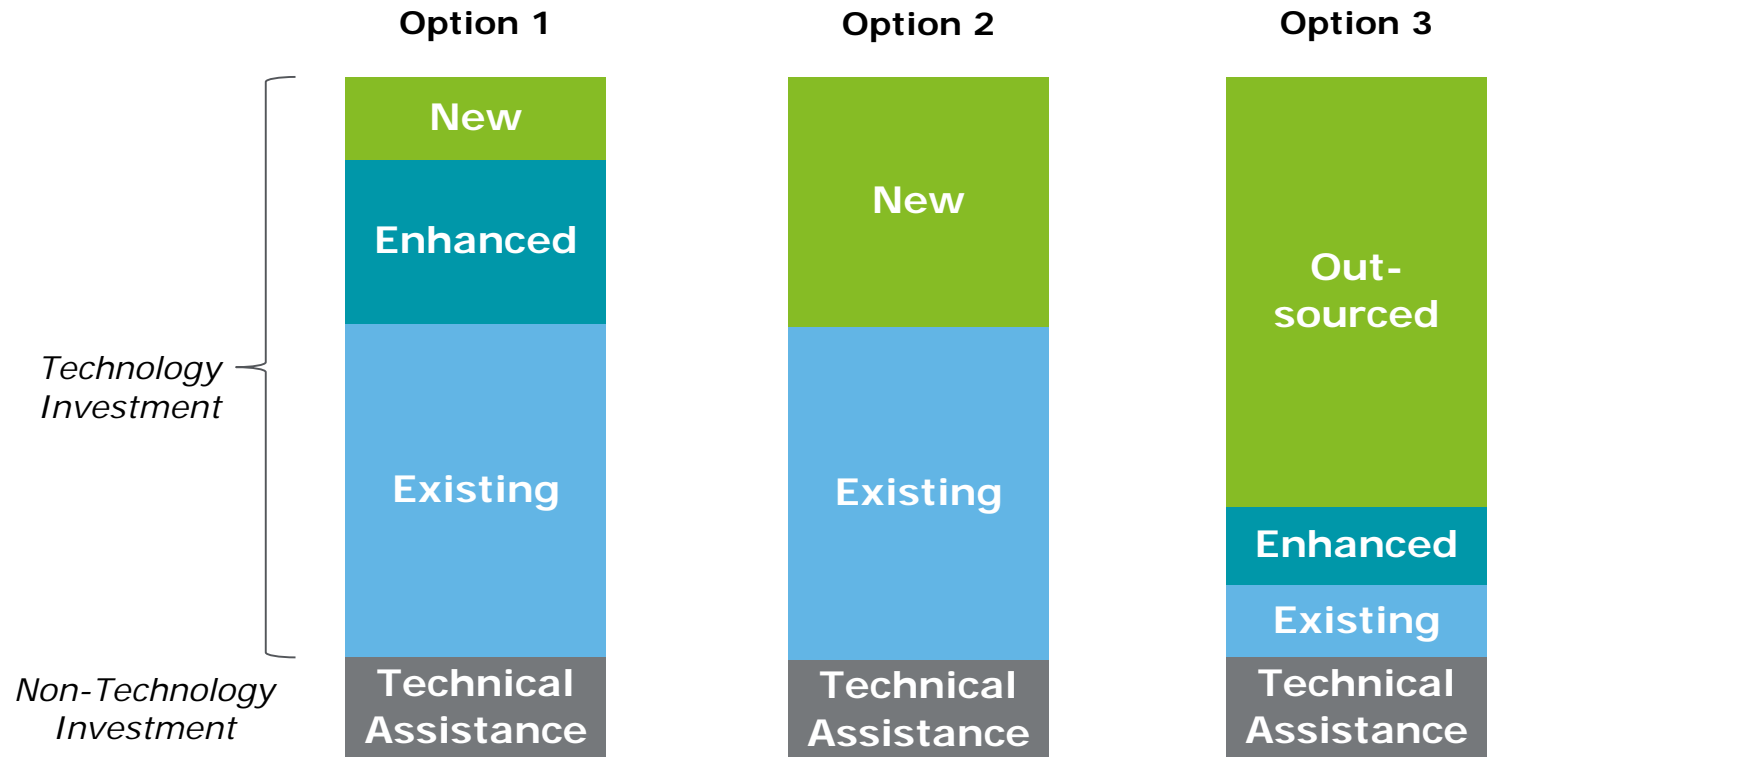 Option 1
Option 2
Option 3
Technology
Investment
Non-Technology
Investment
New
Enhanced
Existing
Technical
Assistance
New
Existing
Technical
Assistance
Out-
sourced
Enhanced
Existing
Technical
Assistance